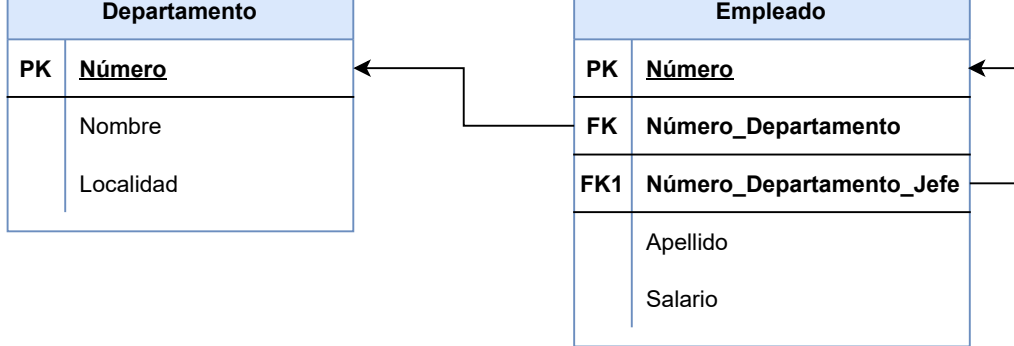 Departamento
PK Número
Nombre
Localidad
Empleado
PK Número
FK Número_Departamento
FK1 Número_Departamento_Jefe
Apellido
Salario